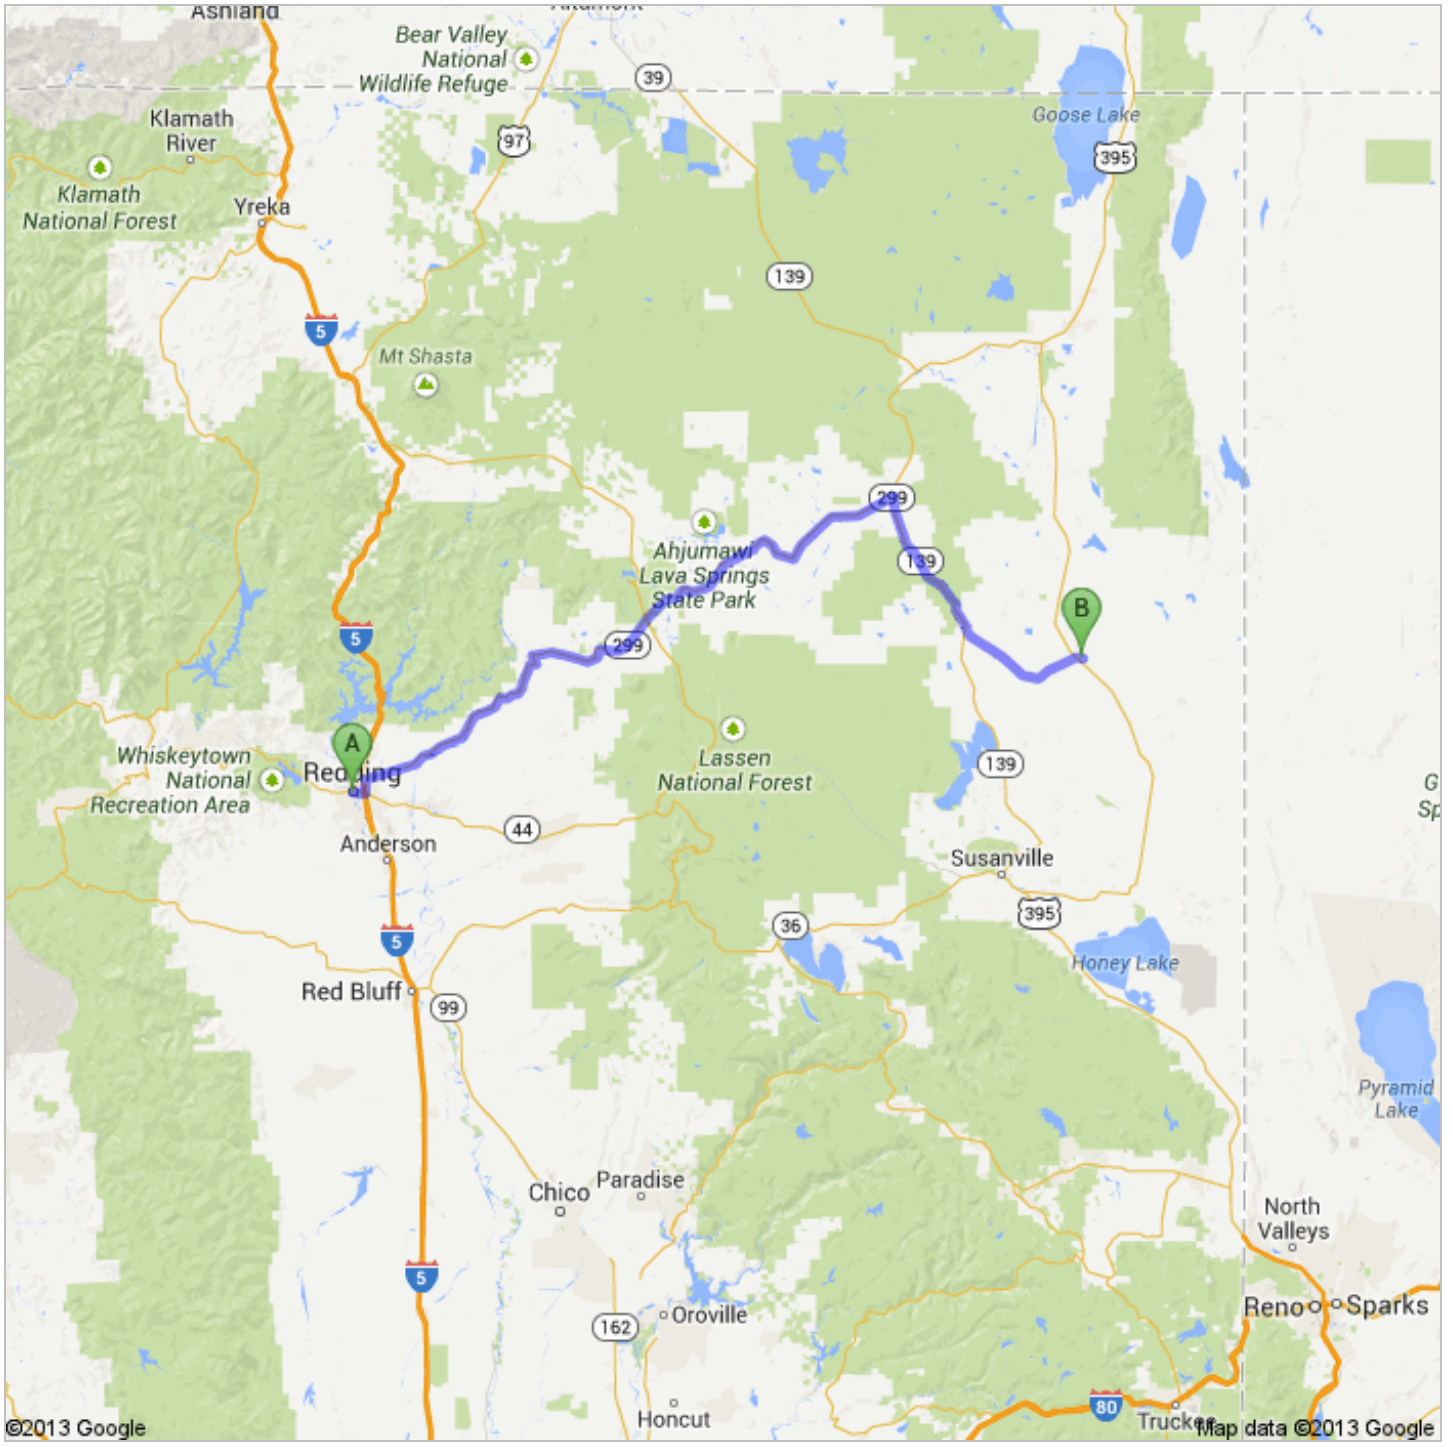 Ashland
Bear Valley
National
Wildlife Refuge
39
Klamath
River
97
Goose Lake
395
Klamath
National Forest
Yreka
139
5
Mt Shasta
299
Ahjumawi
Lava Springs
State Park
139
B
5
299
A
Whiskeytown
National
Recreation Area
Redding
Lassen
National Forest
139
44
Anderson
Susanville
36
395
5
Honey Lake
Red Bluff
99
Pyramid
Lake
Chico
Paradise
North
Valleys
5
Reno
Sparks
162
Oroville
80
Honcut
Truckee
©2013 Google
Map data ©2013 Google